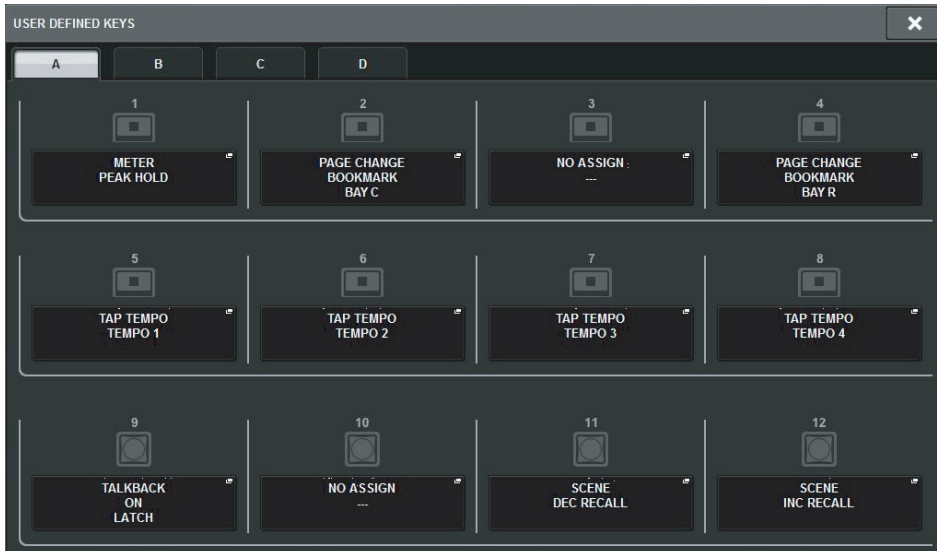 USER DEFINED KEYS
A B C D
1 2 3 4
METER
PEAK HOLD
PAGE CHANGE
BOOKMARK
BAY C
NO ASSIGN
---
PAGE CHANGE
BOOKMARK
BAY R
5 6 7 8
TAP TEMPO
TEMPO 1
TAP TEMPO
TEMPO 2
TAP TEMPO
TEMPO 3
TAP TEMPO
TEMPO 4
9 10 11 12
TALKBACK
ON
LATCH
NO ASSIGN
---
SCENE
DEC RECALL
SCENE
INC RECALL